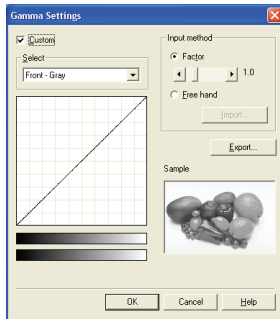 Gamma Settings
Custom
Select
Front - Gray
Input method
Factor
1.0
Free hand
Import...
Export...
Sample
OK
Cancel
Help